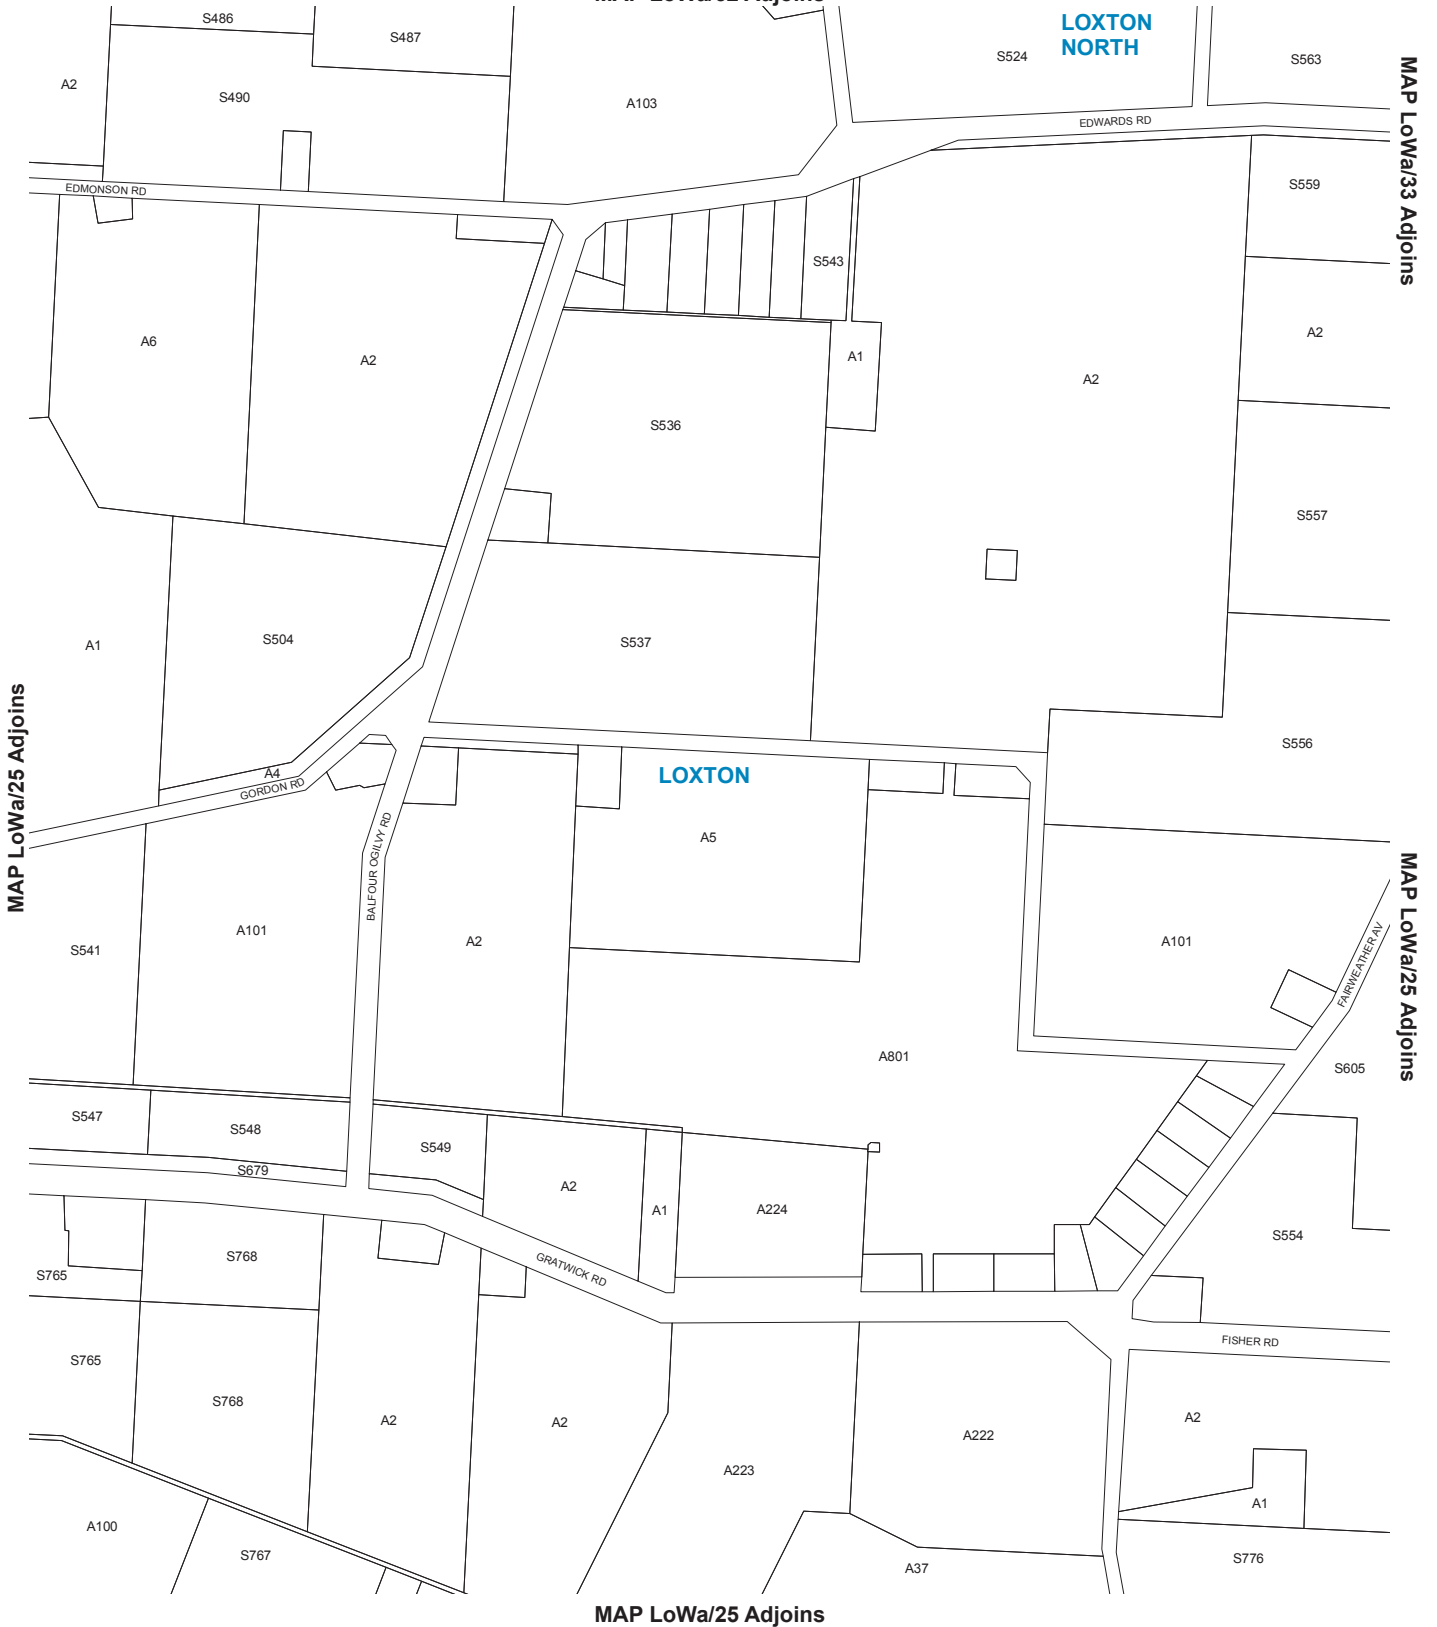 S486
S487
LOXTON
NORTH
S524
S563
A2
S490
A103
EDWARDS RD
MAP LoWa/33 Adjoins
EDMONSON RD
S559
S543
A6
A2
A1
A2
A2
S536
S557
A1
S504
S537
MAP LoWa/25 Adjoins
S556
A4
GORDON RD
LOXTON
A5
BALFOUR OGILVY RD
S541
A101
A2
A101
FAIRWEATHER AV
MAP LoWa/25 Adjoins
A801
S605
S547
S548
S549
S679
A2
A1
A224
S554
S765
S768
GRATWICK RD
FISHER RD
S765
S768
A2
A2
A223
A222
A2
A1
A100
S767
A37
S776
MAP LoWa/25 Adjoins